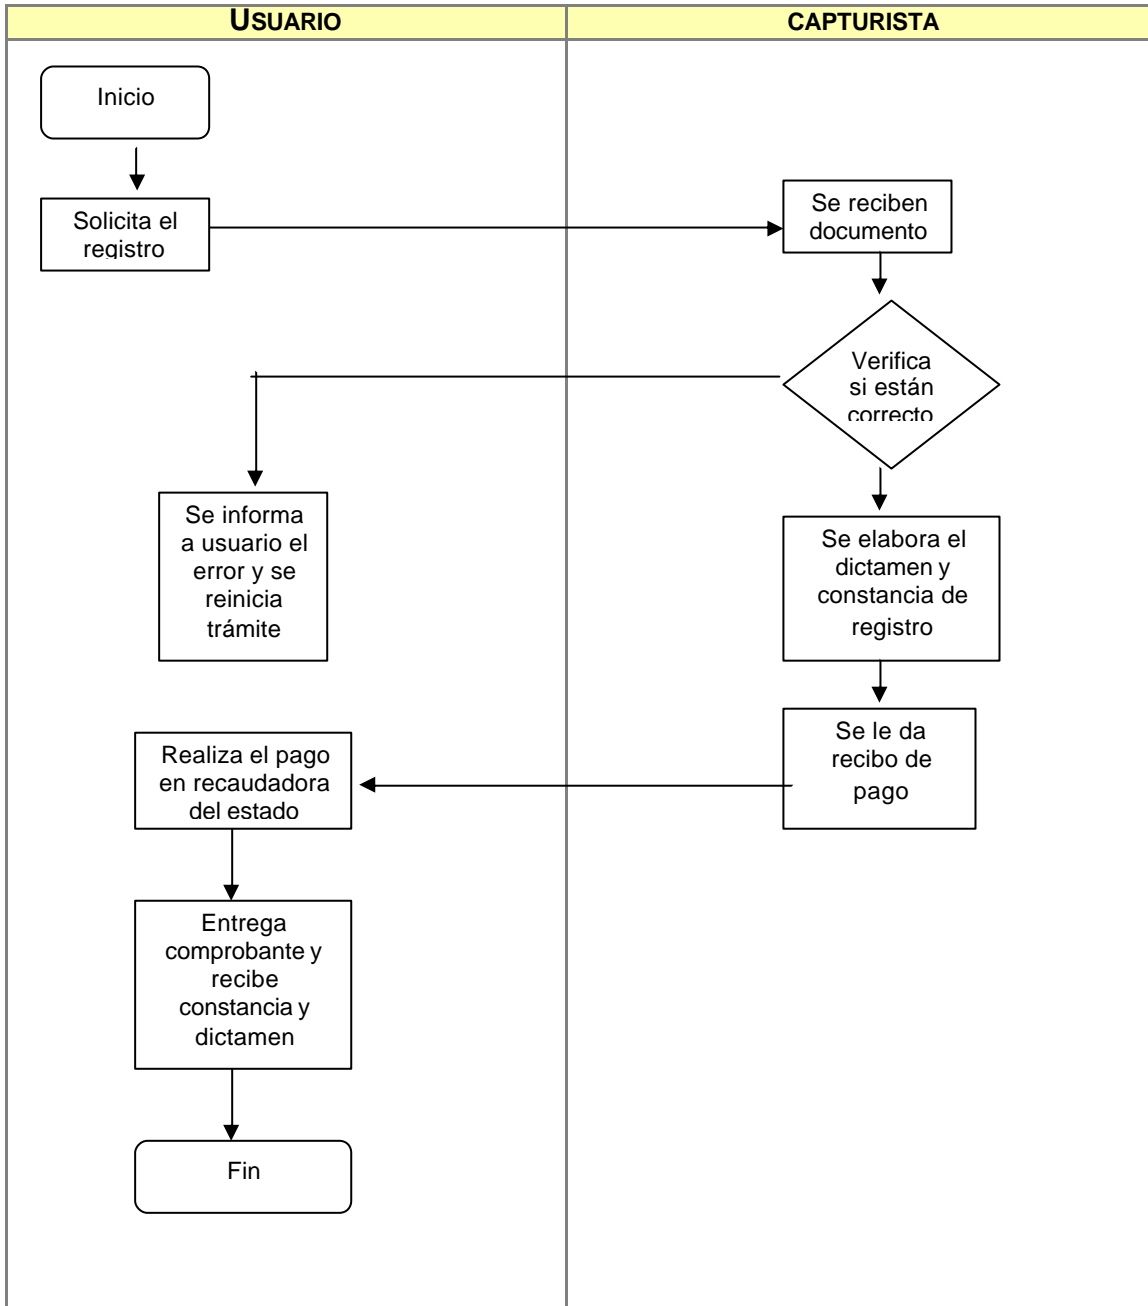 USUARIO
CAPTURISTA
Inicio
Solicita el
registro
Se reciben
documento
Verifica
si están
correcto
Se informa
a usuario el
error y se
reinicia
trámite
Se elabora el
dictamen y
constancia de
registro
Se le da
recibo de
pago
Realiza el pago
en recaudadora
del estado
Entrega
comprobante y
recibe
constancia y
dictamen
Fin